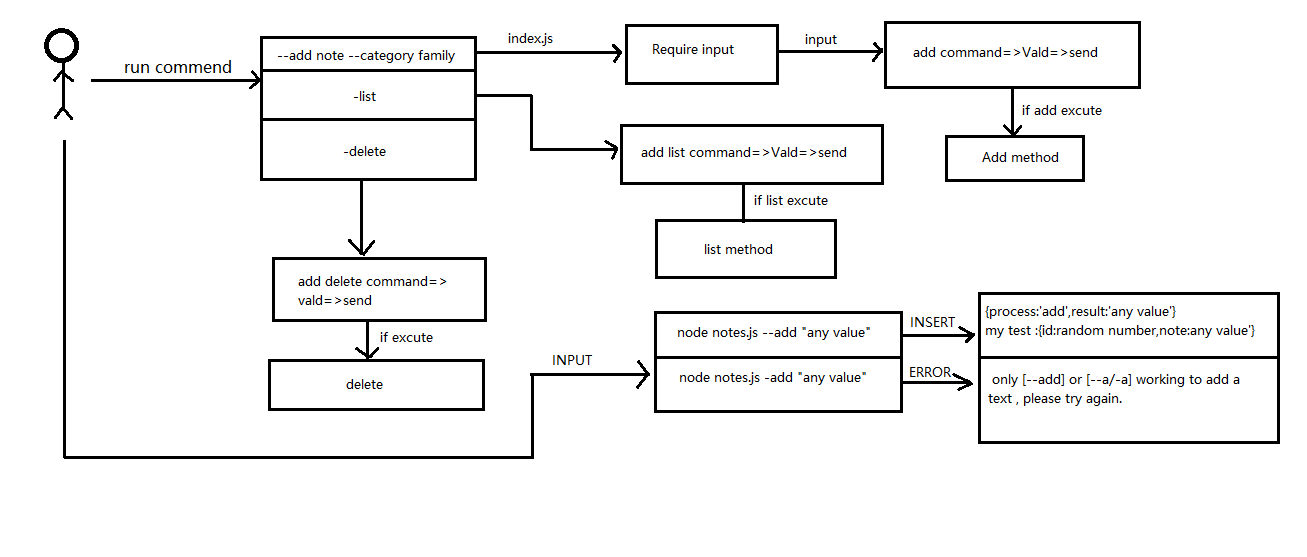 run commend
--add note --category family
-list
-delete
index.js
Require input
input
add command=>Vald=>send
if add excute
Add method
add list command=>Vald=>send
if list excute
list method
add delete command=>
vald=>send
if excute
delete
INPUT
node notes.js --add "any value"
node notes.js -add "any value"
INSERT
ERROR
{process:'add',result:'any value'}
my test :{id:random number,note:any value'}
only [--add] or [--a/-a] working to add a
text , please try again.